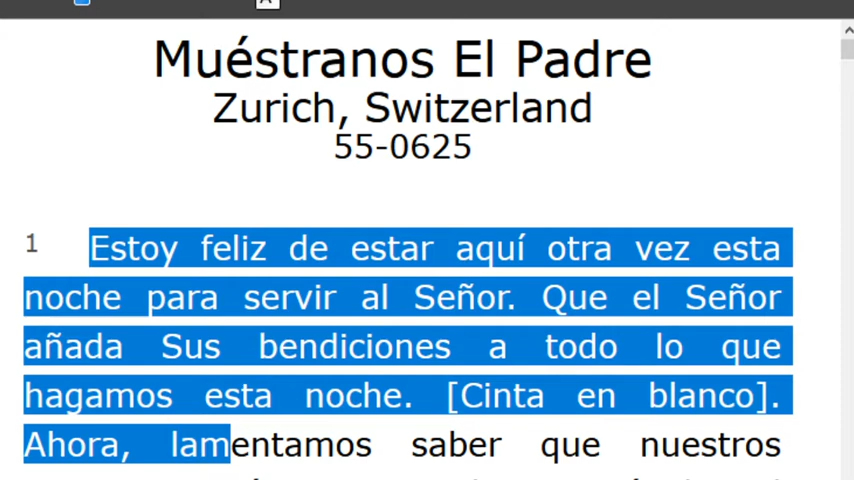 Muéstranos El Padre
Zurich, Switzerland
55-0625
1 Estoy feliz de estar aquí otra vez esta
noche para servir al Señor. Que el Señor
añada Sus bendiciones a todo lo que
hagamos esta noche. [Cinta en blanco].
Ahora, lamentamos saber que nuestros